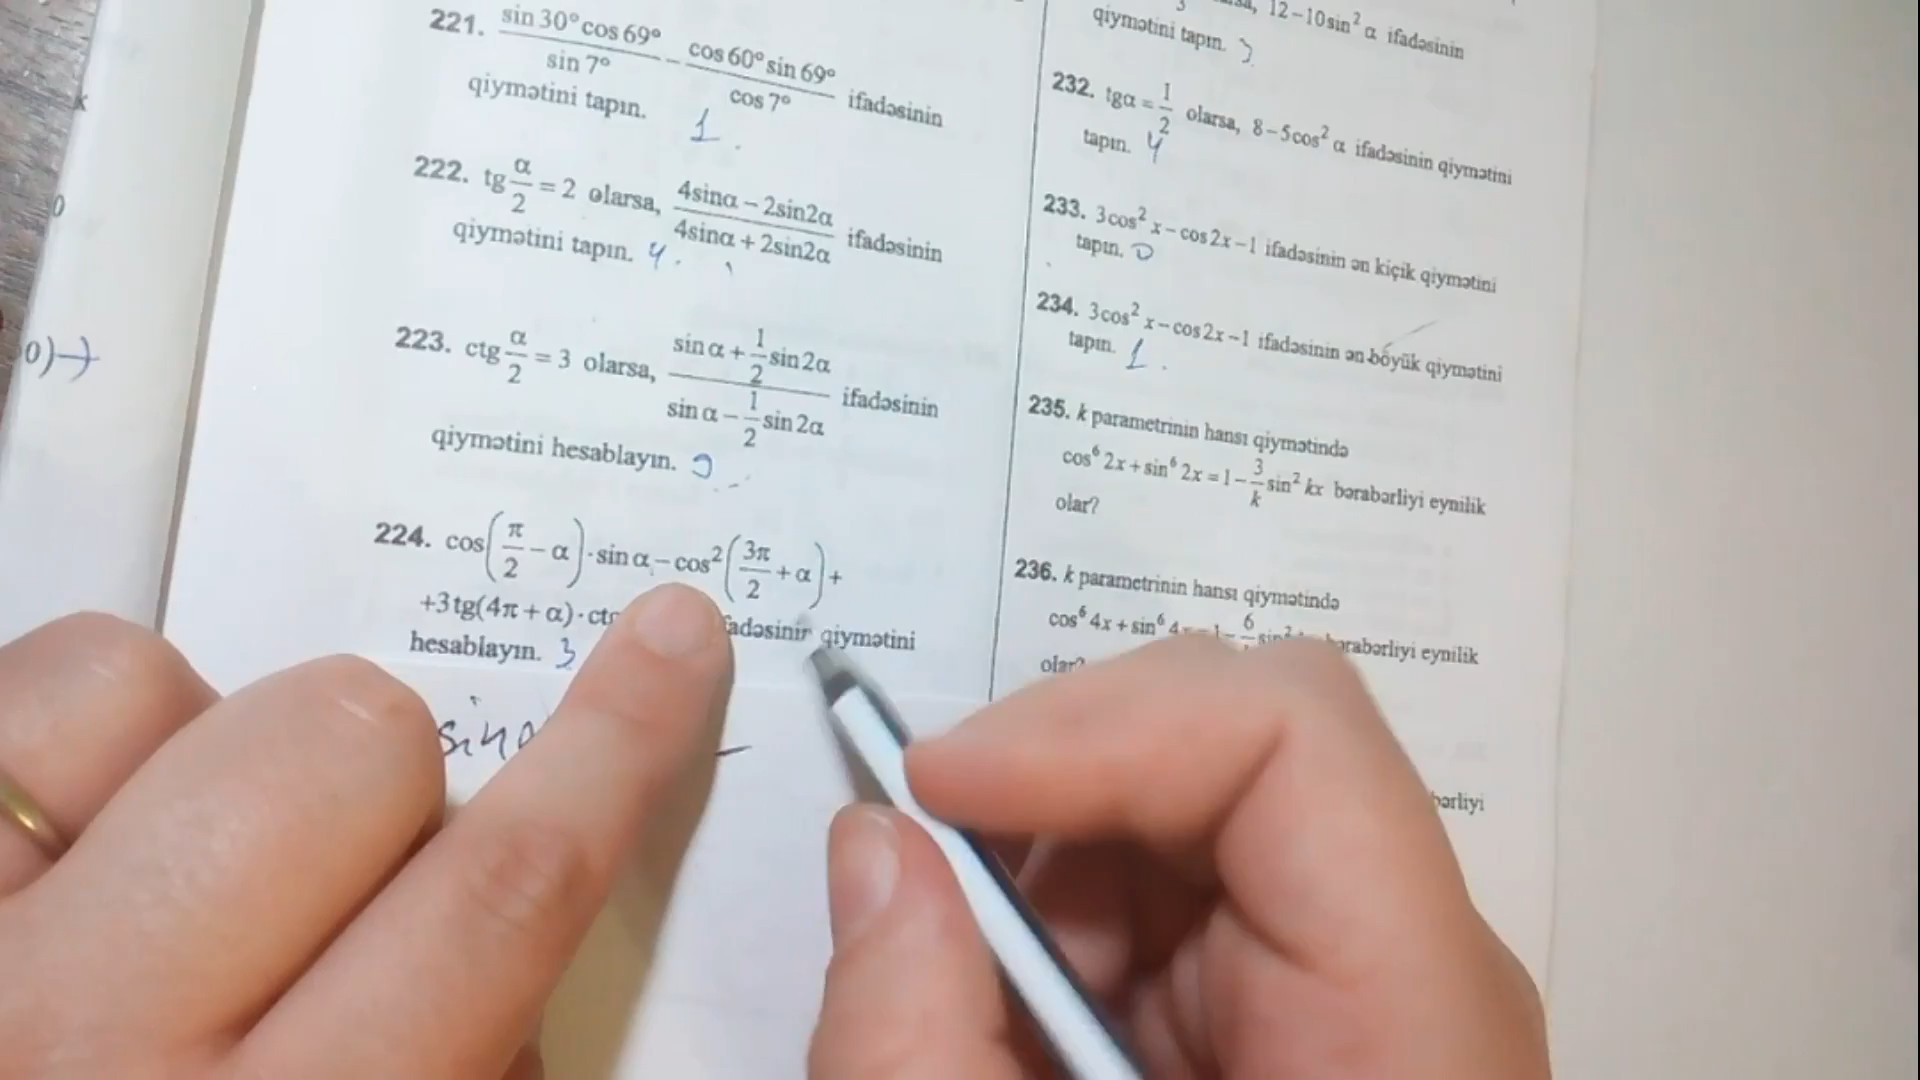 221. sin 30° cos 69° / sin 7° − cos 60° sin 69° / cos 7° ifadəsinin
qiymətini tapın. 1.
222. tg α/2 = 2 olarsa, (4sinα − 2sin2α) / (4sinα + 2sin2α) ifadəsinin
qiymətini tapın. 4.
223. ctg α/2 = 3 olarsa, (sin α + 1/2 sin 2α) / (sin α − 1/2 sin 2α) ifadəsinin
qiymətini hesablayın.
224. cos(π/2 − α) · sin α − cos²(3π/2 + α) +
+3 tg(4π + α) · qiymətini
hesablayın. 3
12 − 10 sin² α ifadəsinin
qiymətini tapın.
232. tgα = 1/2 olarsa, 8 − 5cos² α ifadəsinin qiymətini
tapın. 4
233. 3cos² x − cos 2x − 1 ifadəsinin ən kiçik qiymətini
tapın. 0
234. 3cos² x − cos 2x − 1 ifadəsinin ən böyük qiymətini
tapın. 1.
235. k parametrinin hansı qiymətində
cos⁶ 2x + sin⁶ 2x = 1 − 3/k sin² kx bərabərliyi eynilik
olar?
236. k parametrinin hansı qiymətində
cos⁶ 4x + sin⁶ eynilik
olar?